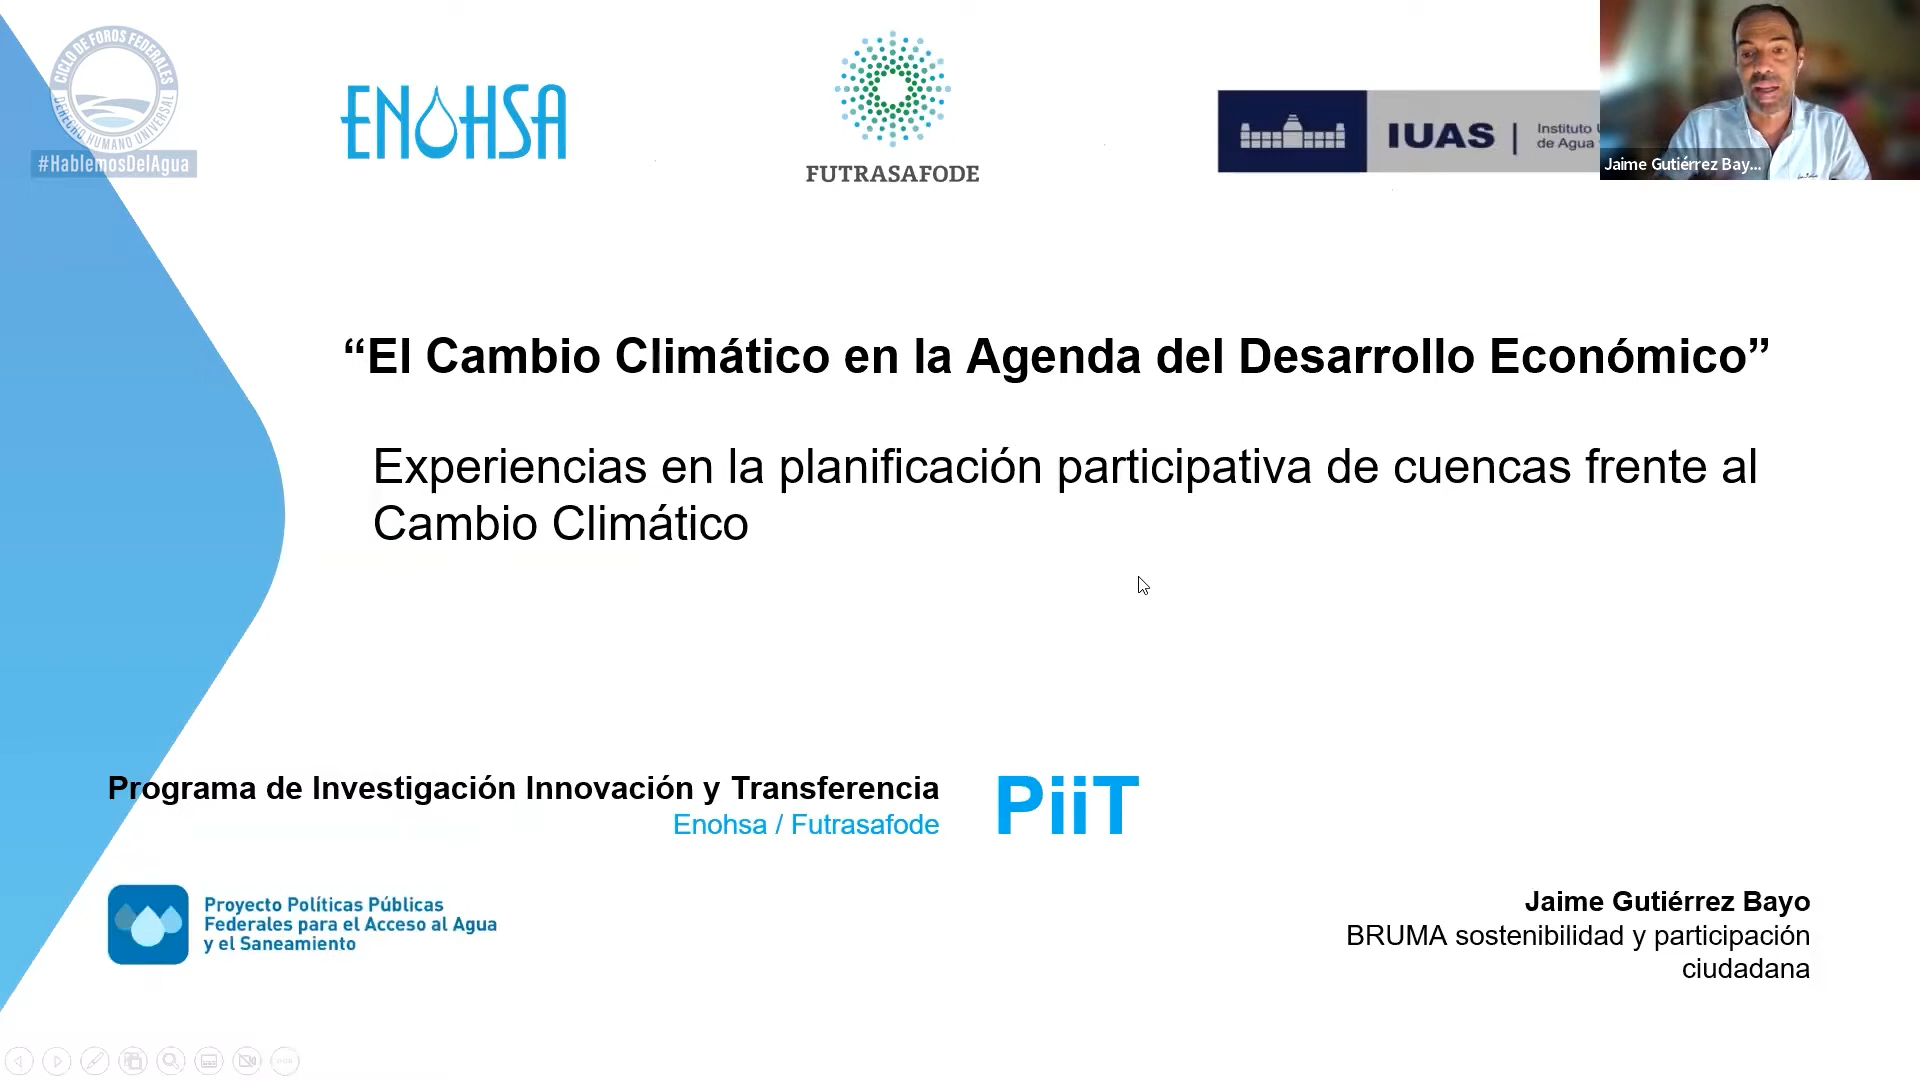 CICLO DE FOROS FEDERALES
DERECHO HUMANO UNIVERSAL
#HablemosDelAgua
ENOHSA
FUTRASAFODE
IUAS
Instituto
de Agua
Jaime Gutiérrez Bay...
“El Cambio Climático en la Agenda del Desarrollo Económico”
Experiencias en la planificación participativa de cuencas frente al
Cambio Climático
Programa de Investigación Innovación y Transferencia
Enohsa / Futrasafode
PiiT
Proyecto Políticas Públicas
Federales para el Acceso al Agua
y el Saneamiento
Jaime Gutiérrez Bayo
BRUMA sostenibilidad y participación
ciudadana